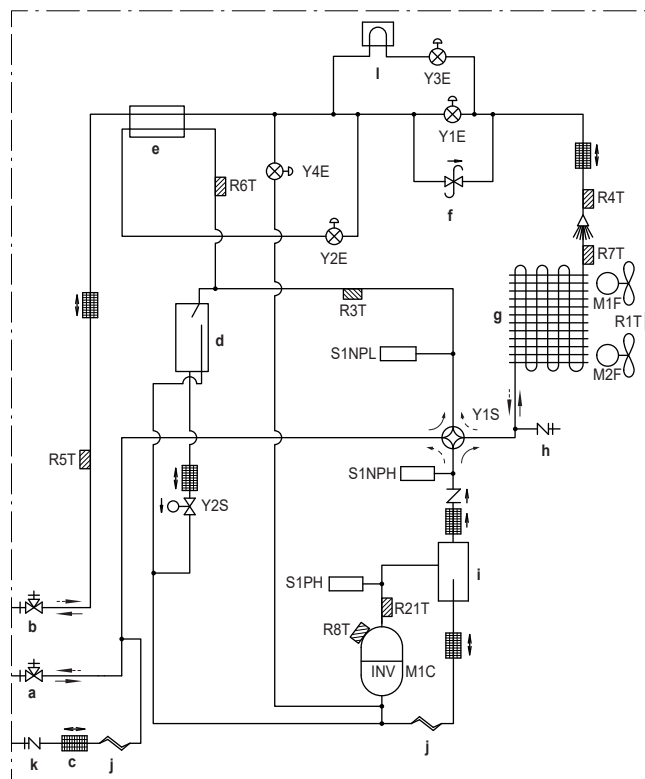 l
Y3E
Y1E
e
R6T
Y4E
f
R4T
Y2E
R7T
M1F
R1T
g
d
R3T
S1NPL
M2F
Y1S
R5T
S1NPH
h
Y2S
S1PH
i
R21T
b
R8T
INV
M1C
a
j
k
c
j